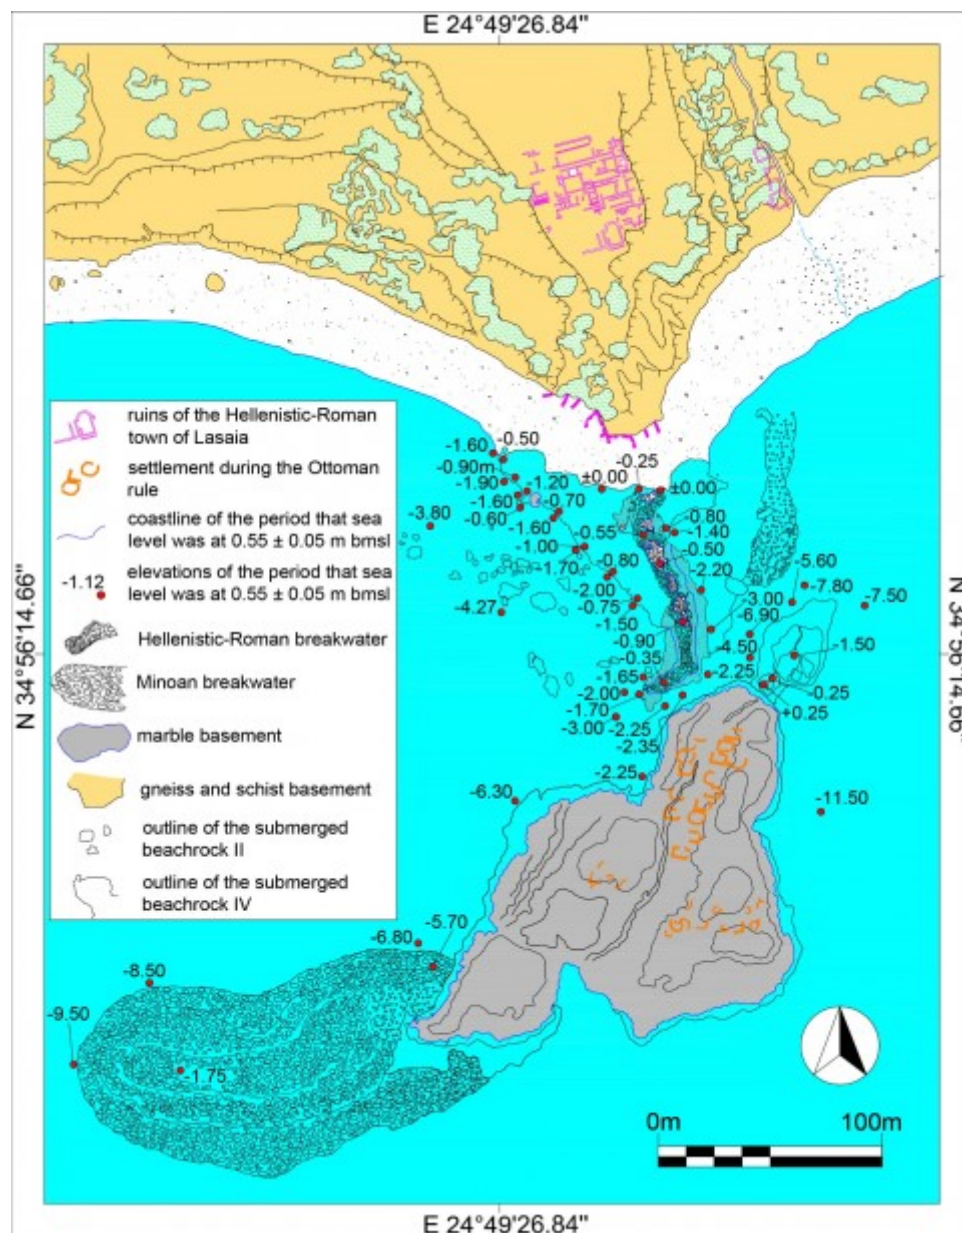 E 24°49'26.84"
ruins of the Hellenistic-Roman
town of Lasaia
settlement during the Ottoman
rule
coastline of the period that sea
level was at 0.55 ± 0.05 m bmsl
-1.12
elevations of the period that sea
level was at 0.55 ± 0.05 m bmsl
Hellenistic-Roman breakwater
Minoan breakwater
marble basement
gneiss and schist basement
outline of the submerged
beachrock II
outline of the submerged
beachrock IV
-1.60
-0.50
-0.90m
-1.90
-1.20
-1.60
-0.70
-0.60
-1.60
-3.80
-1.00
-0.55
-1.70
-0.80
-2.00
-4.27
-0.75
-1.50
-0.90
-0.35
-1.65
-2.00
-1.70
-3.00
-2.25
-2.35
-2.25
-6.30
±0.00
-0.25
±0.00
-0.80
-1.40
-0.50
-2.20
-3.00
-5.60
-7.80
-7.50
-6.90
-4.50
-2.25
-1.50
-0.25
+0.25
-11.50
-5.70
-6.80
-8.50
-9.50
-1.75
N 34°56'14.66"
N 34°56'14.66"
0m
100m
E 24°49'26.84"